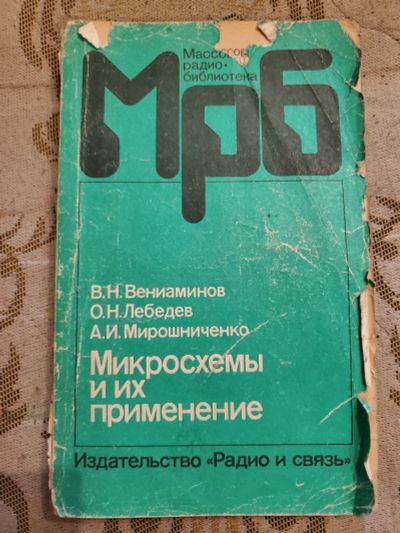 Массовая
радио-
библиотека
Мрб
В.Н.Вениаминов
О.Н.Лебедев
А.И.Мирошниченко
Микросхемы
и их
применение
Издательство «Радио и связь»